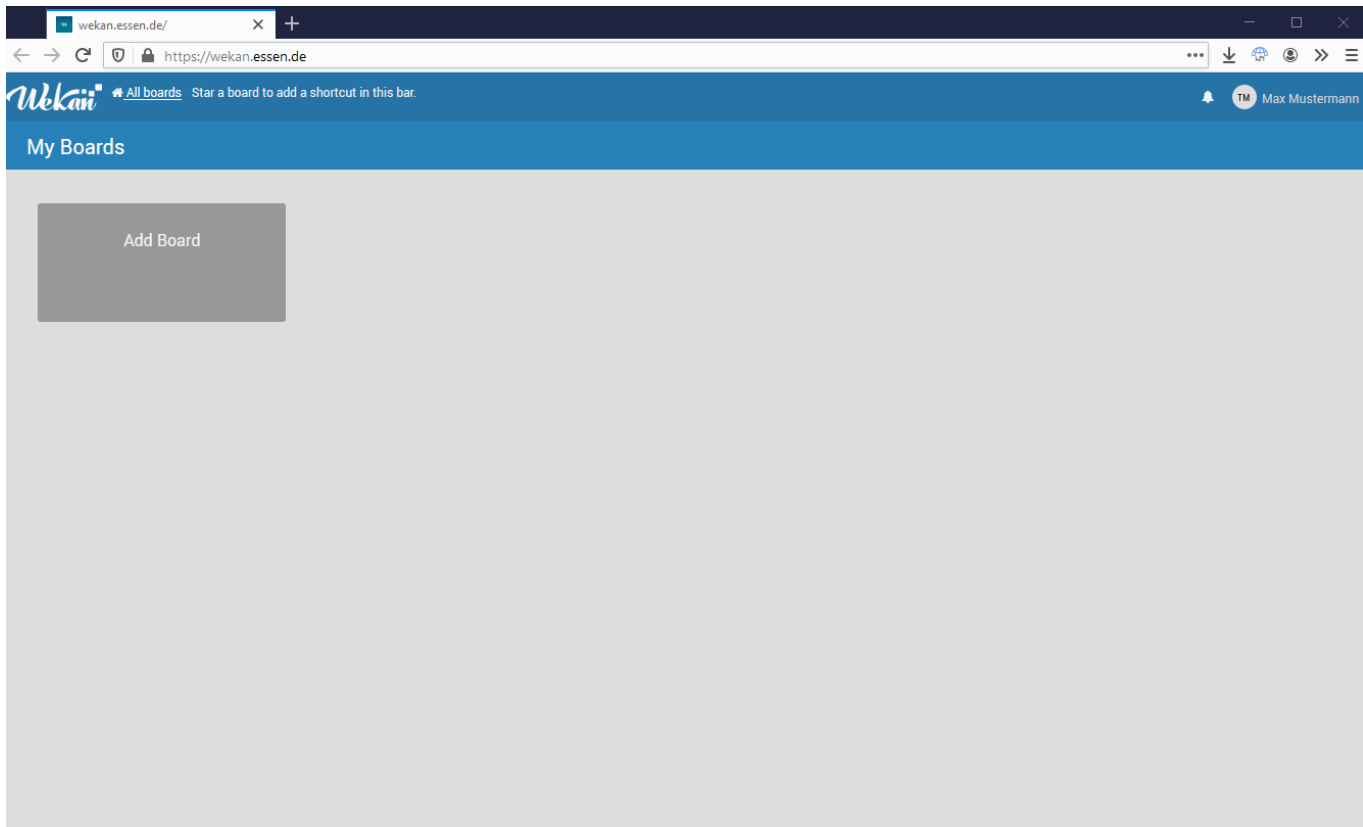 wekan.essen.de/
https://wekan.essen.de
Wekan All boards Star a board to add a shortcut in this bar. TM Max Mustermann
My Boards
Add Board